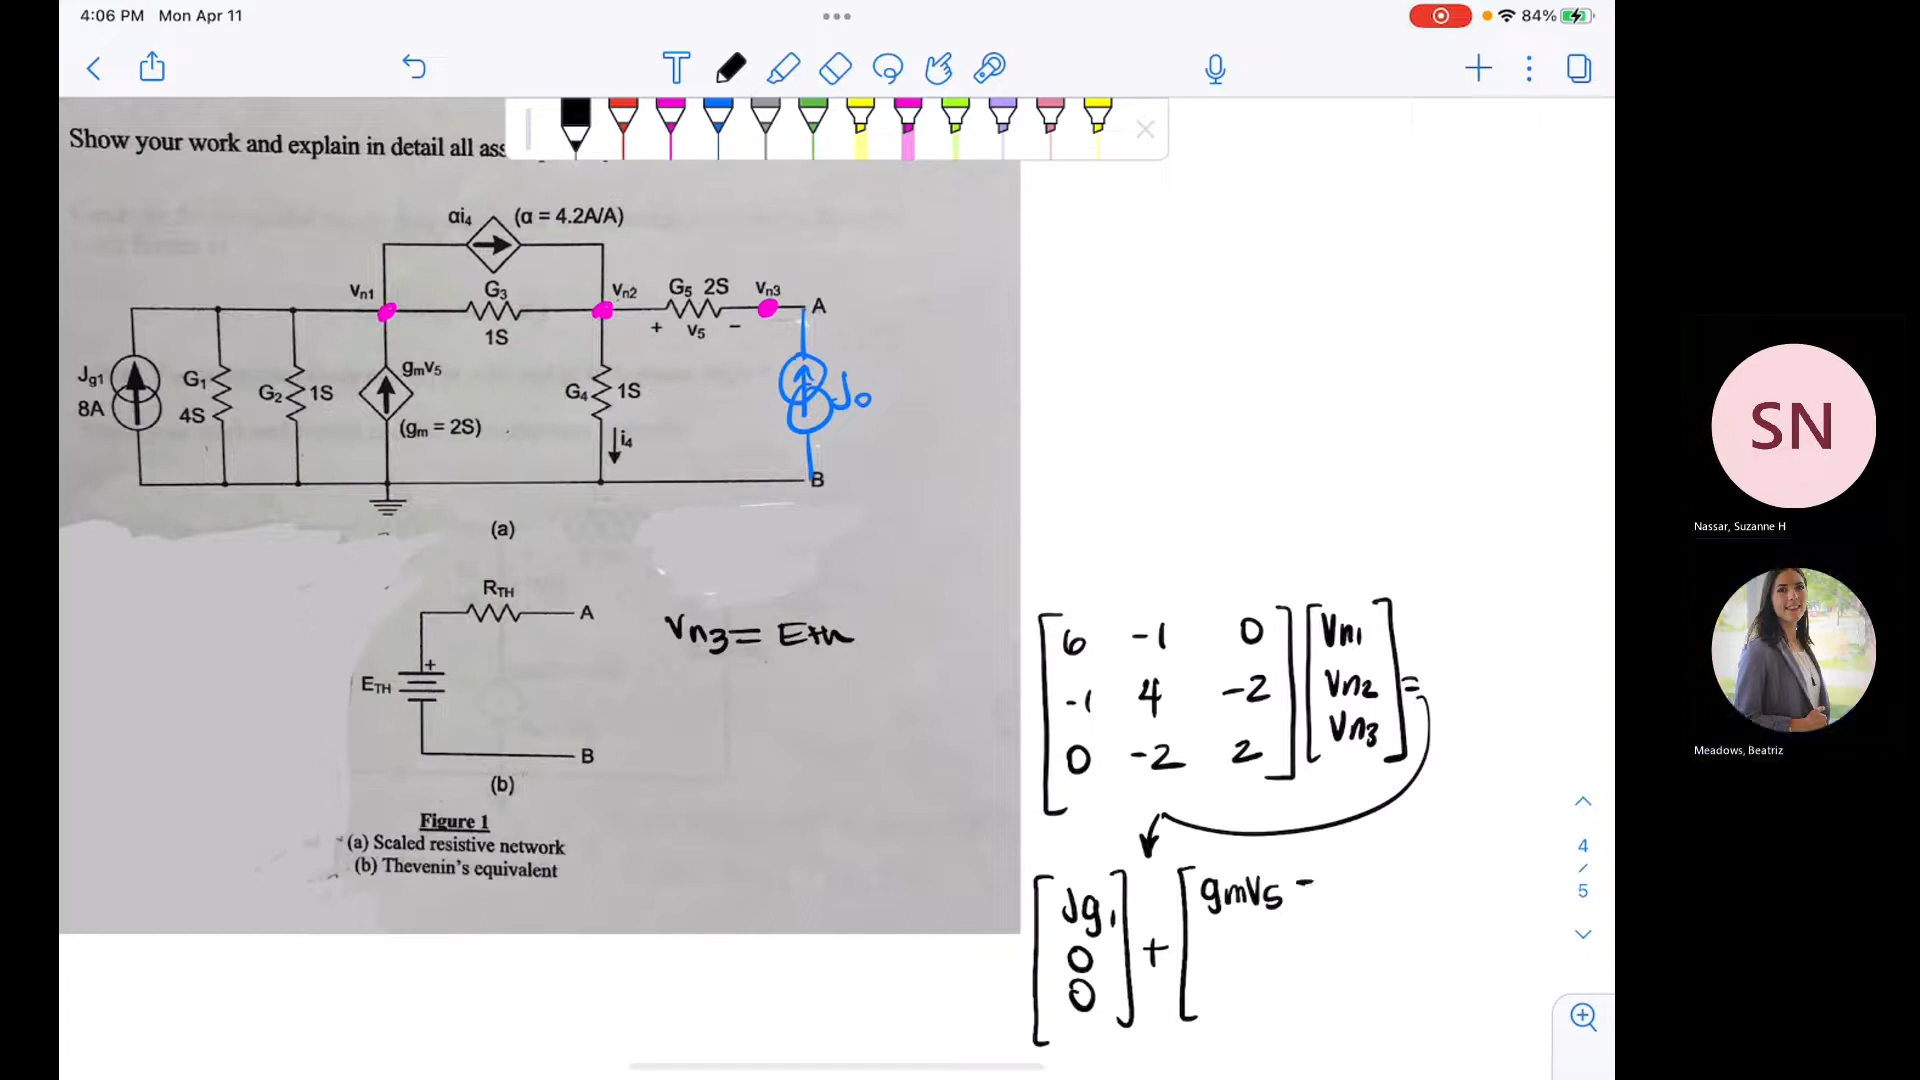 4:06 PM Mon Apr 11
84%
Show your work and explain in detail all ass
αi4 (α = 4.2A/A)
Vn1
G3
1S
Vn2
G5 2S
Vn3
A
+ V5 −
Jg1
8A
G1
4S
G2
1S
gmV5
(gm = 2S)
G4
1S
i4
Jo
B
(a)
RTH
A
+
ETH
B
(b)
Vn3 = Eth
Figure 1
(a) Scaled resistive network
(b) Thevenin's equivalent
6 -1 0 Vn1
-1 4 -2 Vn2 =
0 -2 2 Vn3
Jg1 + gmV5 -
0
0
4
/
5
SN
Nassar, Suzanne H
Meadows, Beatriz